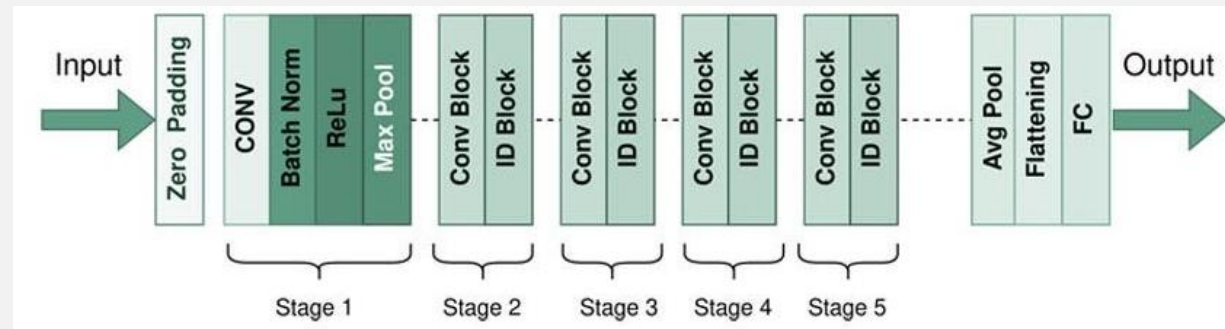 Input
Zero Padding
CONV
Batch Norm
ReLu
Max Pool
Conv Block
ID Block
Conv Block
ID Block
Conv Block
ID Block
Conv Block
ID Block
Avg Pool
Flattening
FC
Output
Stage 1
Stage 2
Stage 3
Stage 4
Stage 5